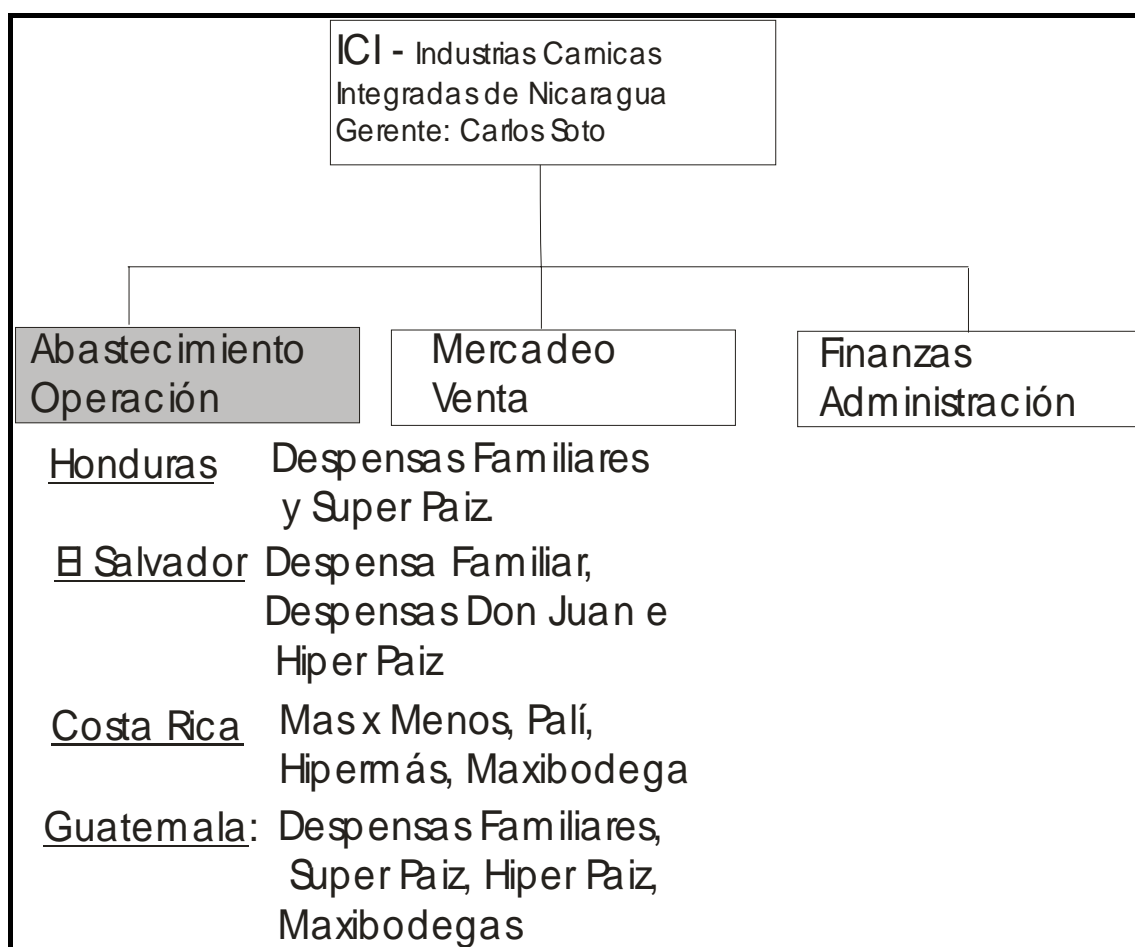 ICI - Industrias Carnicas
Integradas de Nicaragua
Gerente: Carlos Soto
Abastecimiento
Operación
Mercadeo
Venta
Finanzas
Administración
Honduras Despensas Familiares
y Super Paiz.
El Salvador Despensa Familiar,
Despensas Don Juan e
Hiper Paiz
Costa Rica Mas x Menos, Palí,
Hipermás, Maxibodega
Guatemala: Despensas Familiares,
Super Paiz, Hiper Paiz,
Maxibodegas